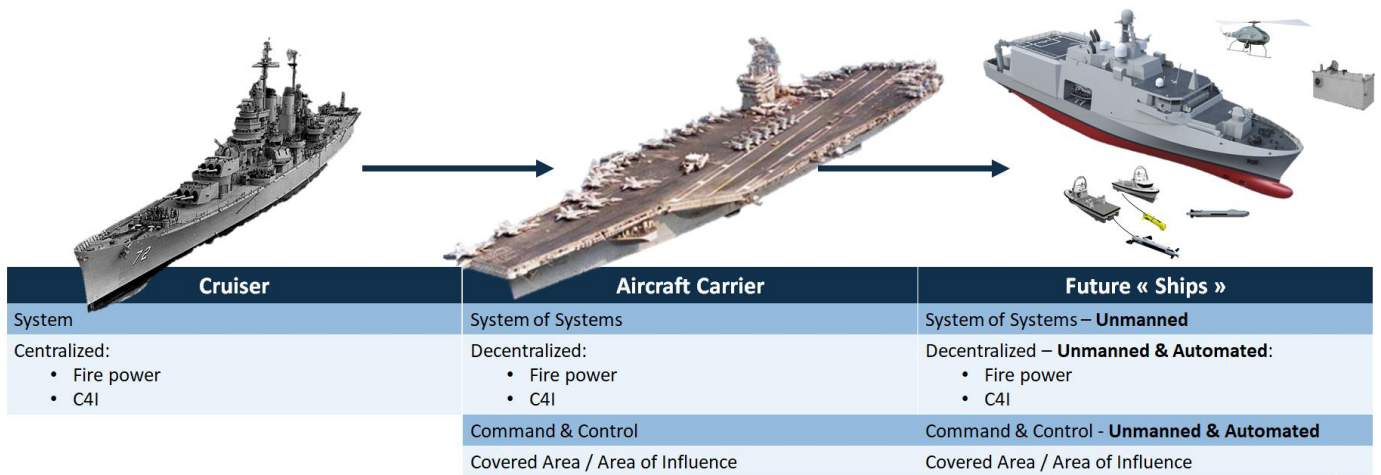 72
Cruiser
Aircraft Carrier
Future « Ships »
System
System of Systems
System of Systems – Unmanned
Centralized:
• Fire power
• C4I
Decentralized:
• Fire power
• C4I
Decentralized – Unmanned & Automated:
• Fire power
• C4I
Command & Control
Command & Control - Unmanned & Automated
Covered Area / Area of Influence
Covered Area / Area of Influence